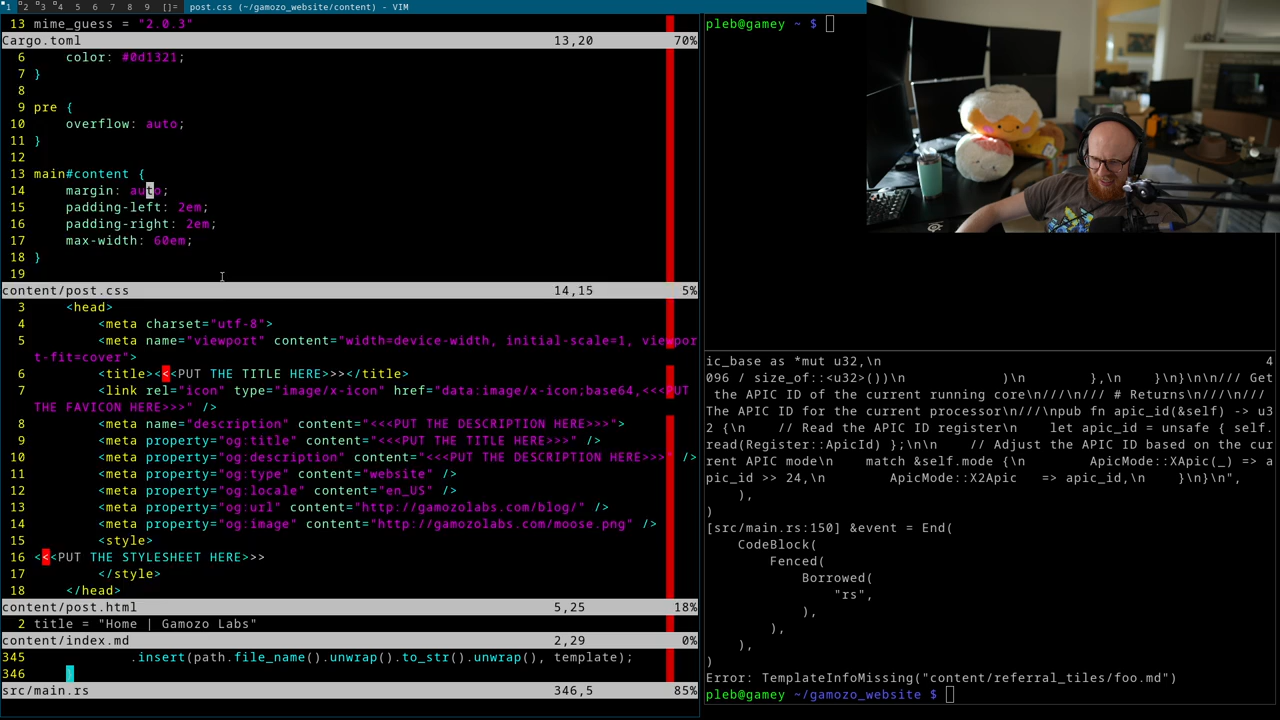 1 2 3 4 5 6 7 8 9 []= post.css (~/gamozo_website/content) - VIM
13 mime_guess = "2.0.3"
Cargo.toml 13,20 70%
6     color: #0d1321;
7 }
8
9 pre {
10     overflow: auto;
11 }
12
13 main#content {
14     margin: auto;
15     padding-left: 2em;
16     padding-right: 2em;
17     max-width: 60em;
18 }
19
content/post.css 14,15 5%
3     <head>
4         <meta charset="utf-8">
5         <meta name="viewport" content="width=device-width, initial-scale=1, viewpor
t-fit=cover">
6         <title><<<PUT THE TITLE HERE>>></title>
7         <link rel="icon" type="image/x-icon" href="data:image/x-icon;base64,<<<PUT
THE FAVICON HERE>>>" />
8         <meta name="description" content="<<<PUT THE DESCRIPTION HERE>>>">
9         <meta property="og:title" content="<<<PUT THE TITLE HERE>>>" />
10         <meta property="og:description" content="<<<PUT THE DESCRIPTION HERE>>>" />
11         <meta property="og:type" content="website" />
12         <meta property="og:locale" content="en_US" />
13         <meta property="og:url" content="http://gamozolabs.com/blog/" />
14         <meta property="og:image" content="http://gamozolabs.com/moose.png" />
15         <style>
16 <<<PUT THE STYLESHEET HERE>>>
17         </style>
18     </head>
content/post.html 5,25 18%
2 title = "Home | Gamozo Labs"
content/index.md 2,29 0%
345             .insert(path.file_name().unwrap().to_str().unwrap(), template);
346     }
src/main.rs 346,5 85%
pleb@gamey ~ $
ic_base as *mut u32,\n                                                 4
096 / size_of::<u32>())\n            )\n        },\n    }\n}\n\n/// Get
the APIC ID of the current running core\n///\n/// # Returns\n///\n///
The APIC ID for the current processor\n///\npub fn apic_id(&self) -> u3
2 {\n    // Read the APIC ID register\n    let apic_id = unsafe { self.
read(Register::ApicId) };\n\n    // Adjust the APIC ID based on the cur
rent APIC mode\n    match &self.mode {\n        ApicMode::XApic(_) => a
pic_id >> 24,\n        ApicMode::X2Apic   => apic_id,\n    }\n}\n",
    ),
)
[src/main.rs:150] &event = End(
    CodeBlock(
        Fenced(
            Borrowed(
                "rs",
            ),
        ),
    ),
)
Error: TemplateInfoMissing("content/referral_tiles/foo.md")
pleb@gamey ~/gamozo_website $